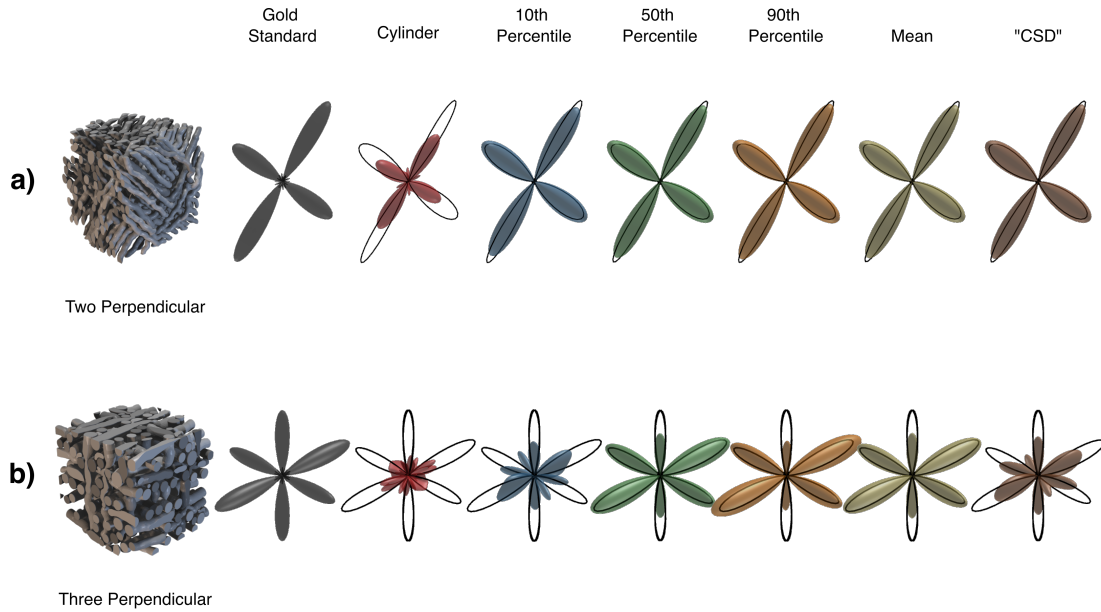 Gold
Standard
Cylinder
10th
Percentile
50th
Percentile
90th
Percentile
Mean
"CSD"
a)
Two Perpendicular
b)
Three Perpendicular